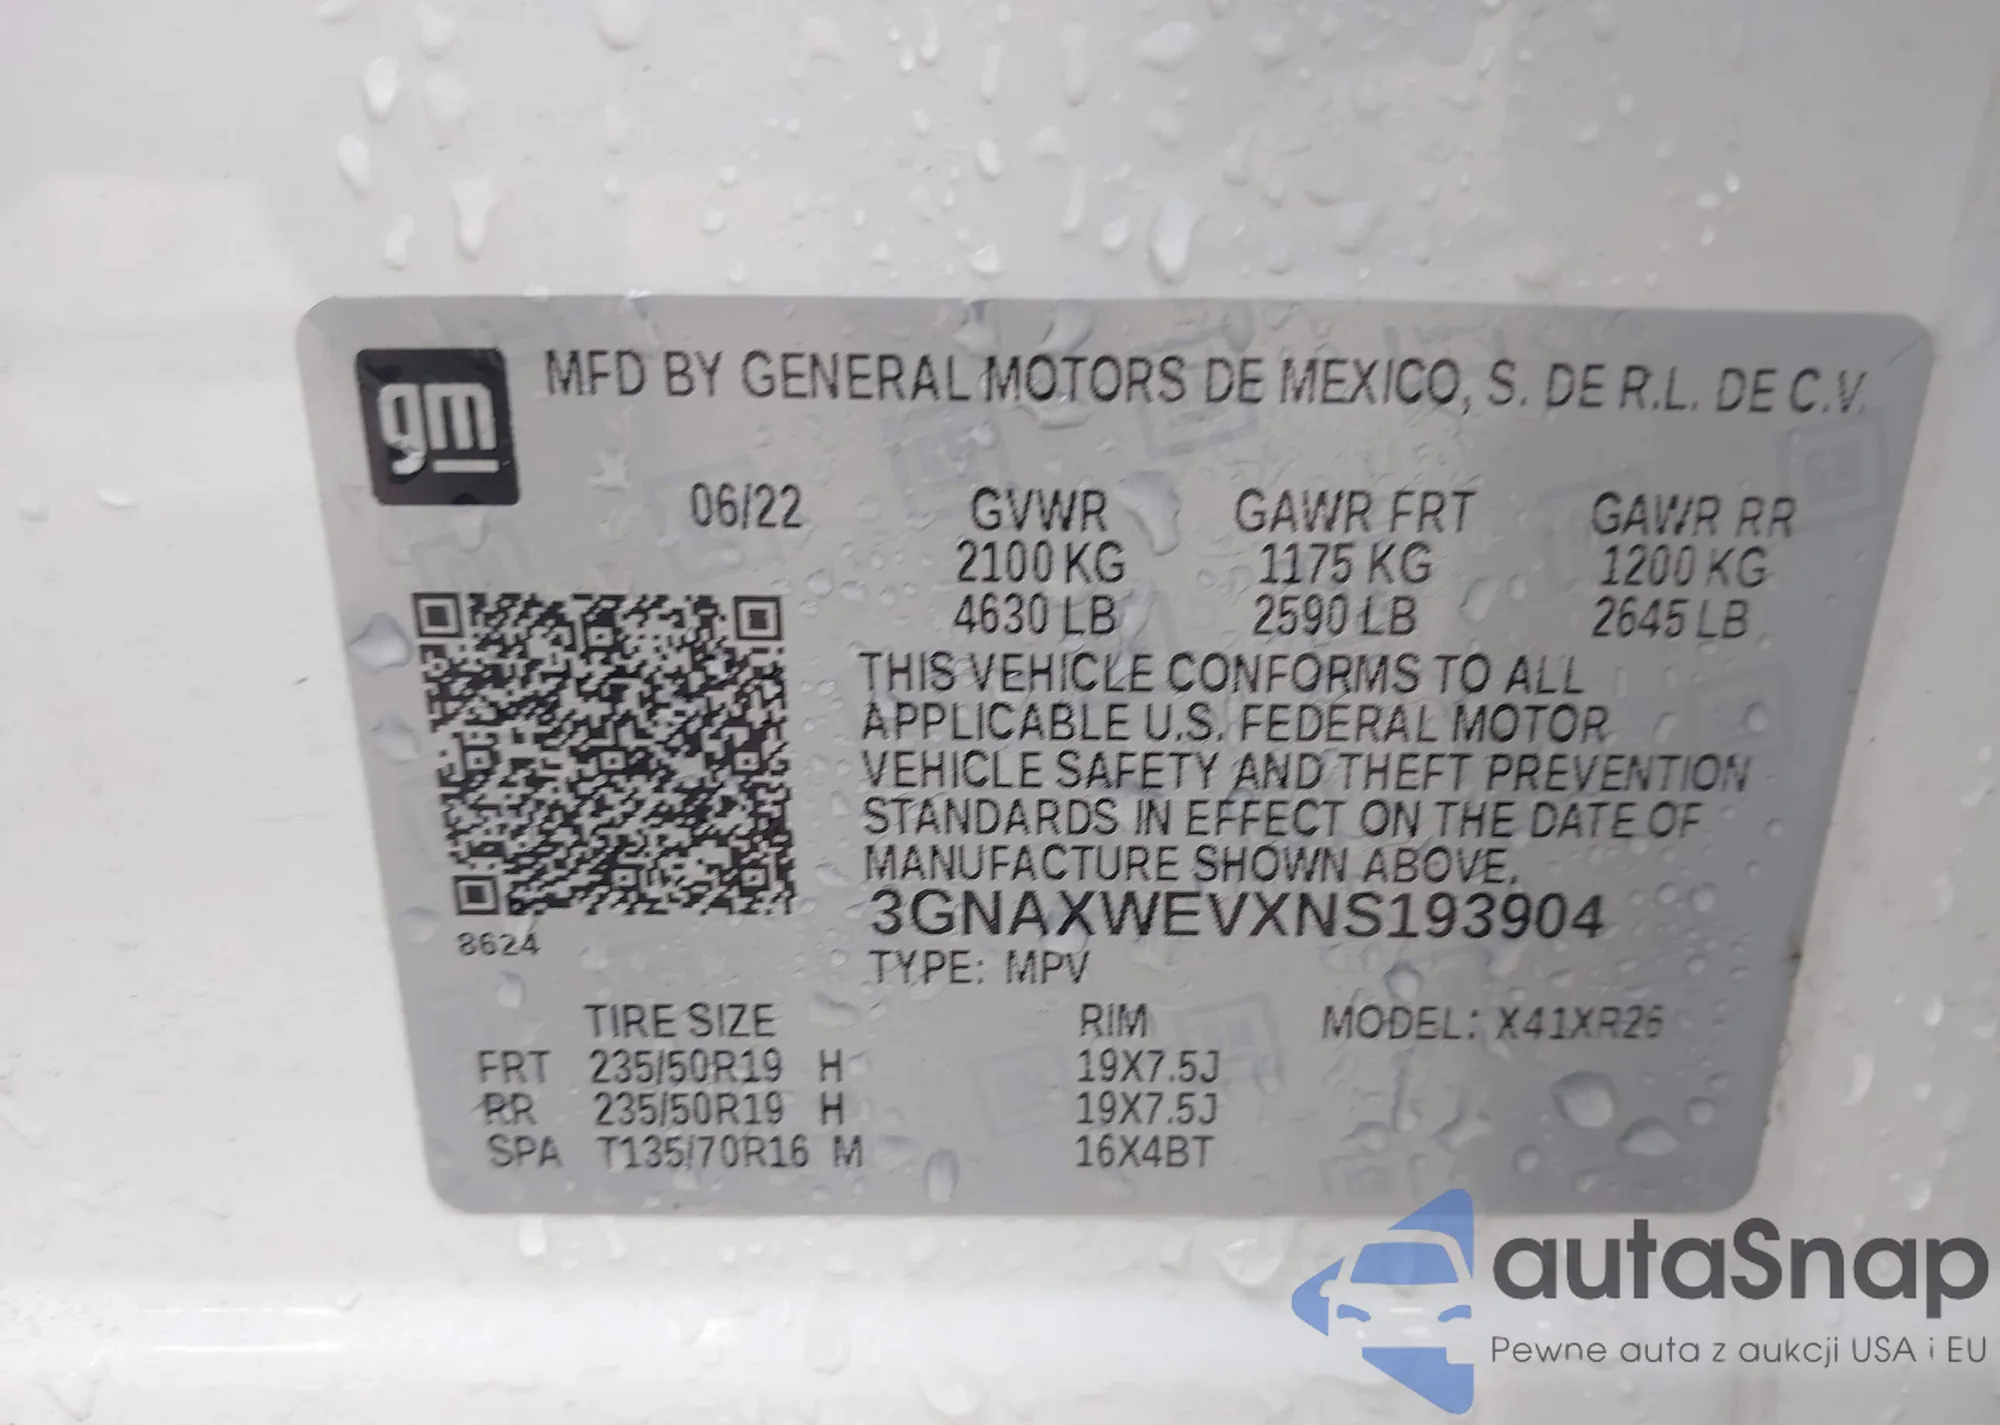 gm
MFD BY GENERAL MOTORS DE MEXICO, S. DE R.L. DE C.V.
06/22 GVWR GAWR FRT GAWR RR
2100 KG 1175 KG 1200 KG
4630 LB 2590 LB 2645 LB
THIS VEHICLE CONFORMS TO ALL
APPLICABLE U.S. FEDERAL MOTOR
VEHICLE SAFETY AND THEFT PREVENTION
STANDARDS IN EFFECT ON THE DATE OF
MANUFACTURE SHOWN ABOVE.
3GNAXWEVXNS193904
8624
TYPE: MPV
TIRE SIZE RIM MODEL: X41XR26
FRT 235/50R19 H 19X7.5J
RR 235/50R19 H 19X7.5J
SPA T135/70R16 M 16X4BT
autaSnap
Pewne auta z aukcji USA i EU